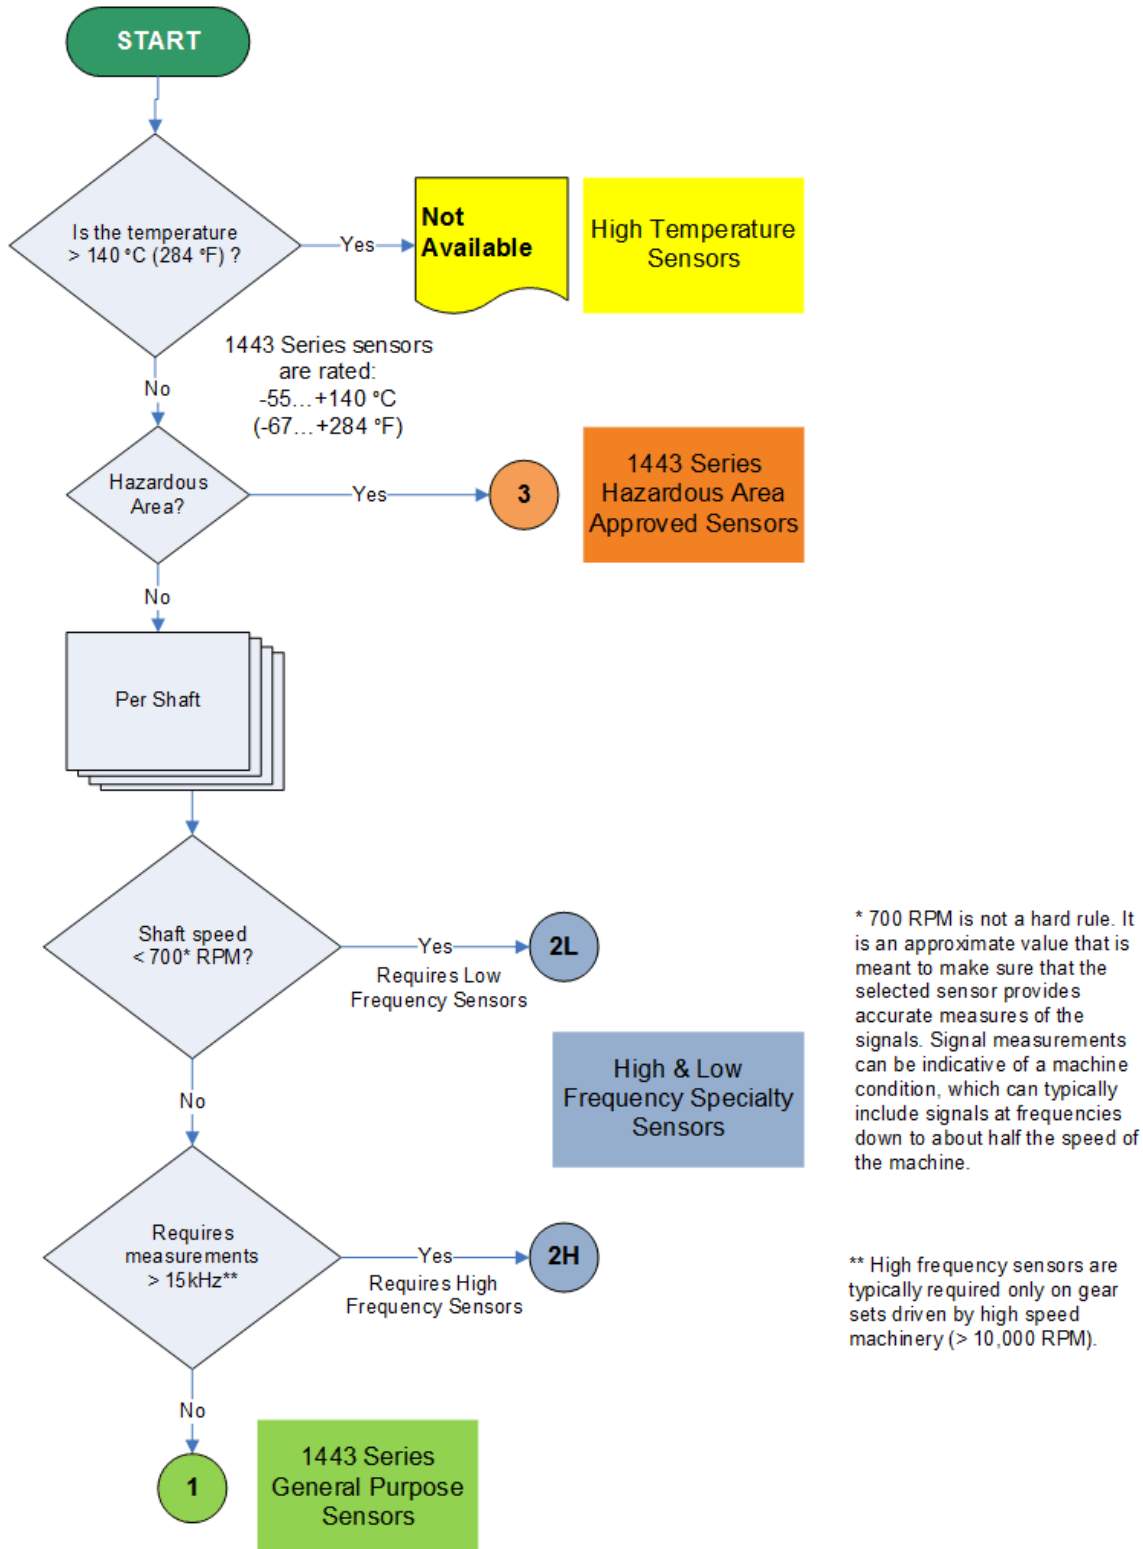 START
Is the temperature
> 140 °C (284 °F) ?
Yes
Not
Available
High Temperature
Sensors
1443 Series sensors
are rated:
-55...+140 °C
(-67...+284 °F)
No
Hazardous
Area?
Yes
3
1443 Series
Hazardous Area
Approved Sensors
No
Per Shaft
Shaft speed
< 700* RPM?
Yes
Requires Low
Frequency Sensors
2L
* 700 RPM is not a hard rule. It
is an approximate value that is
meant to make sure that the
selected sensor provides
accurate measures of the
signals. Signal measurements
can be indicative of a machine
condition, which can typically
include signals at frequencies
down to about half the speed of
the machine.
High & Low
Frequency Specialty
Sensors
No
Requires
measurements
> 15kHz**
Yes
Requires High
Frequency Sensors
2H
** High frequency sensors are
typically required only on gear
sets driven by high speed
machinery (> 10,000 RPM).
No
1
1443 Series
General Purpose
Sensors